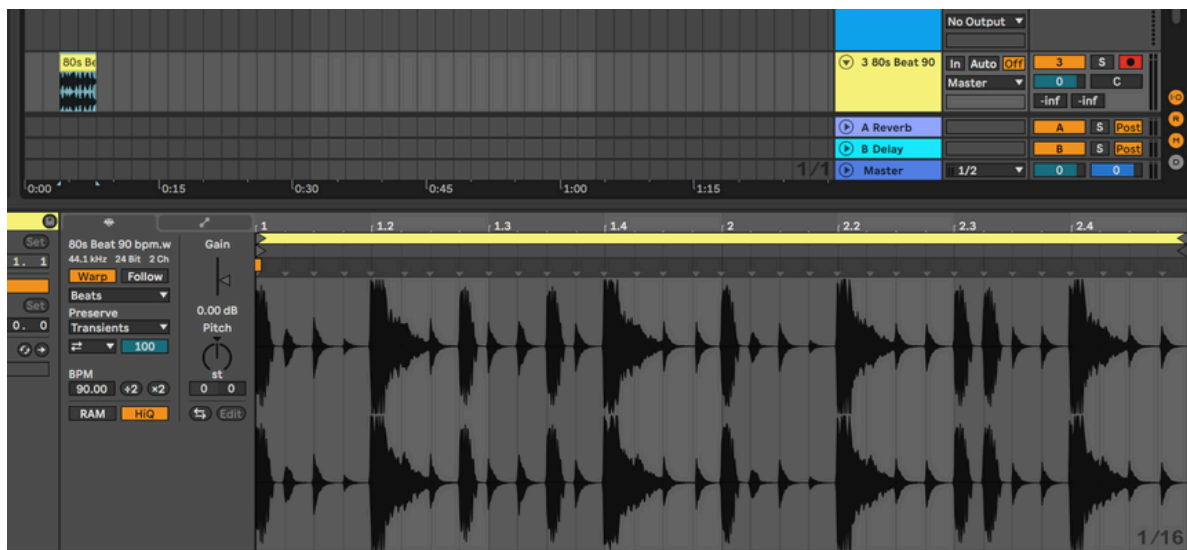 No Output
80s Be
3 80s Beat 90
In Auto Off
3 S
Master
0 C
-inf -inf
I·O
R
M
D
A Reverb
A S Post
B Delay
B S Post
1/1
Master
1/2
0 0
0:00 0:15 0:30 0:45 1:00 1:15
Set
1. 1
Set
0. 0
80s Beat 90 bpm.w
44.1 kHz 24 Bit 2 Ch
Warp Follow
Beats
Preserve
Transients
100
BPM
90.00 ÷2 ×2
RAM HiQ
Gain
0.00 dB
Pitch
st
0 0
Edit
1 1.2 1.3 1.4 2 2.2 2.3 2.4
1/16